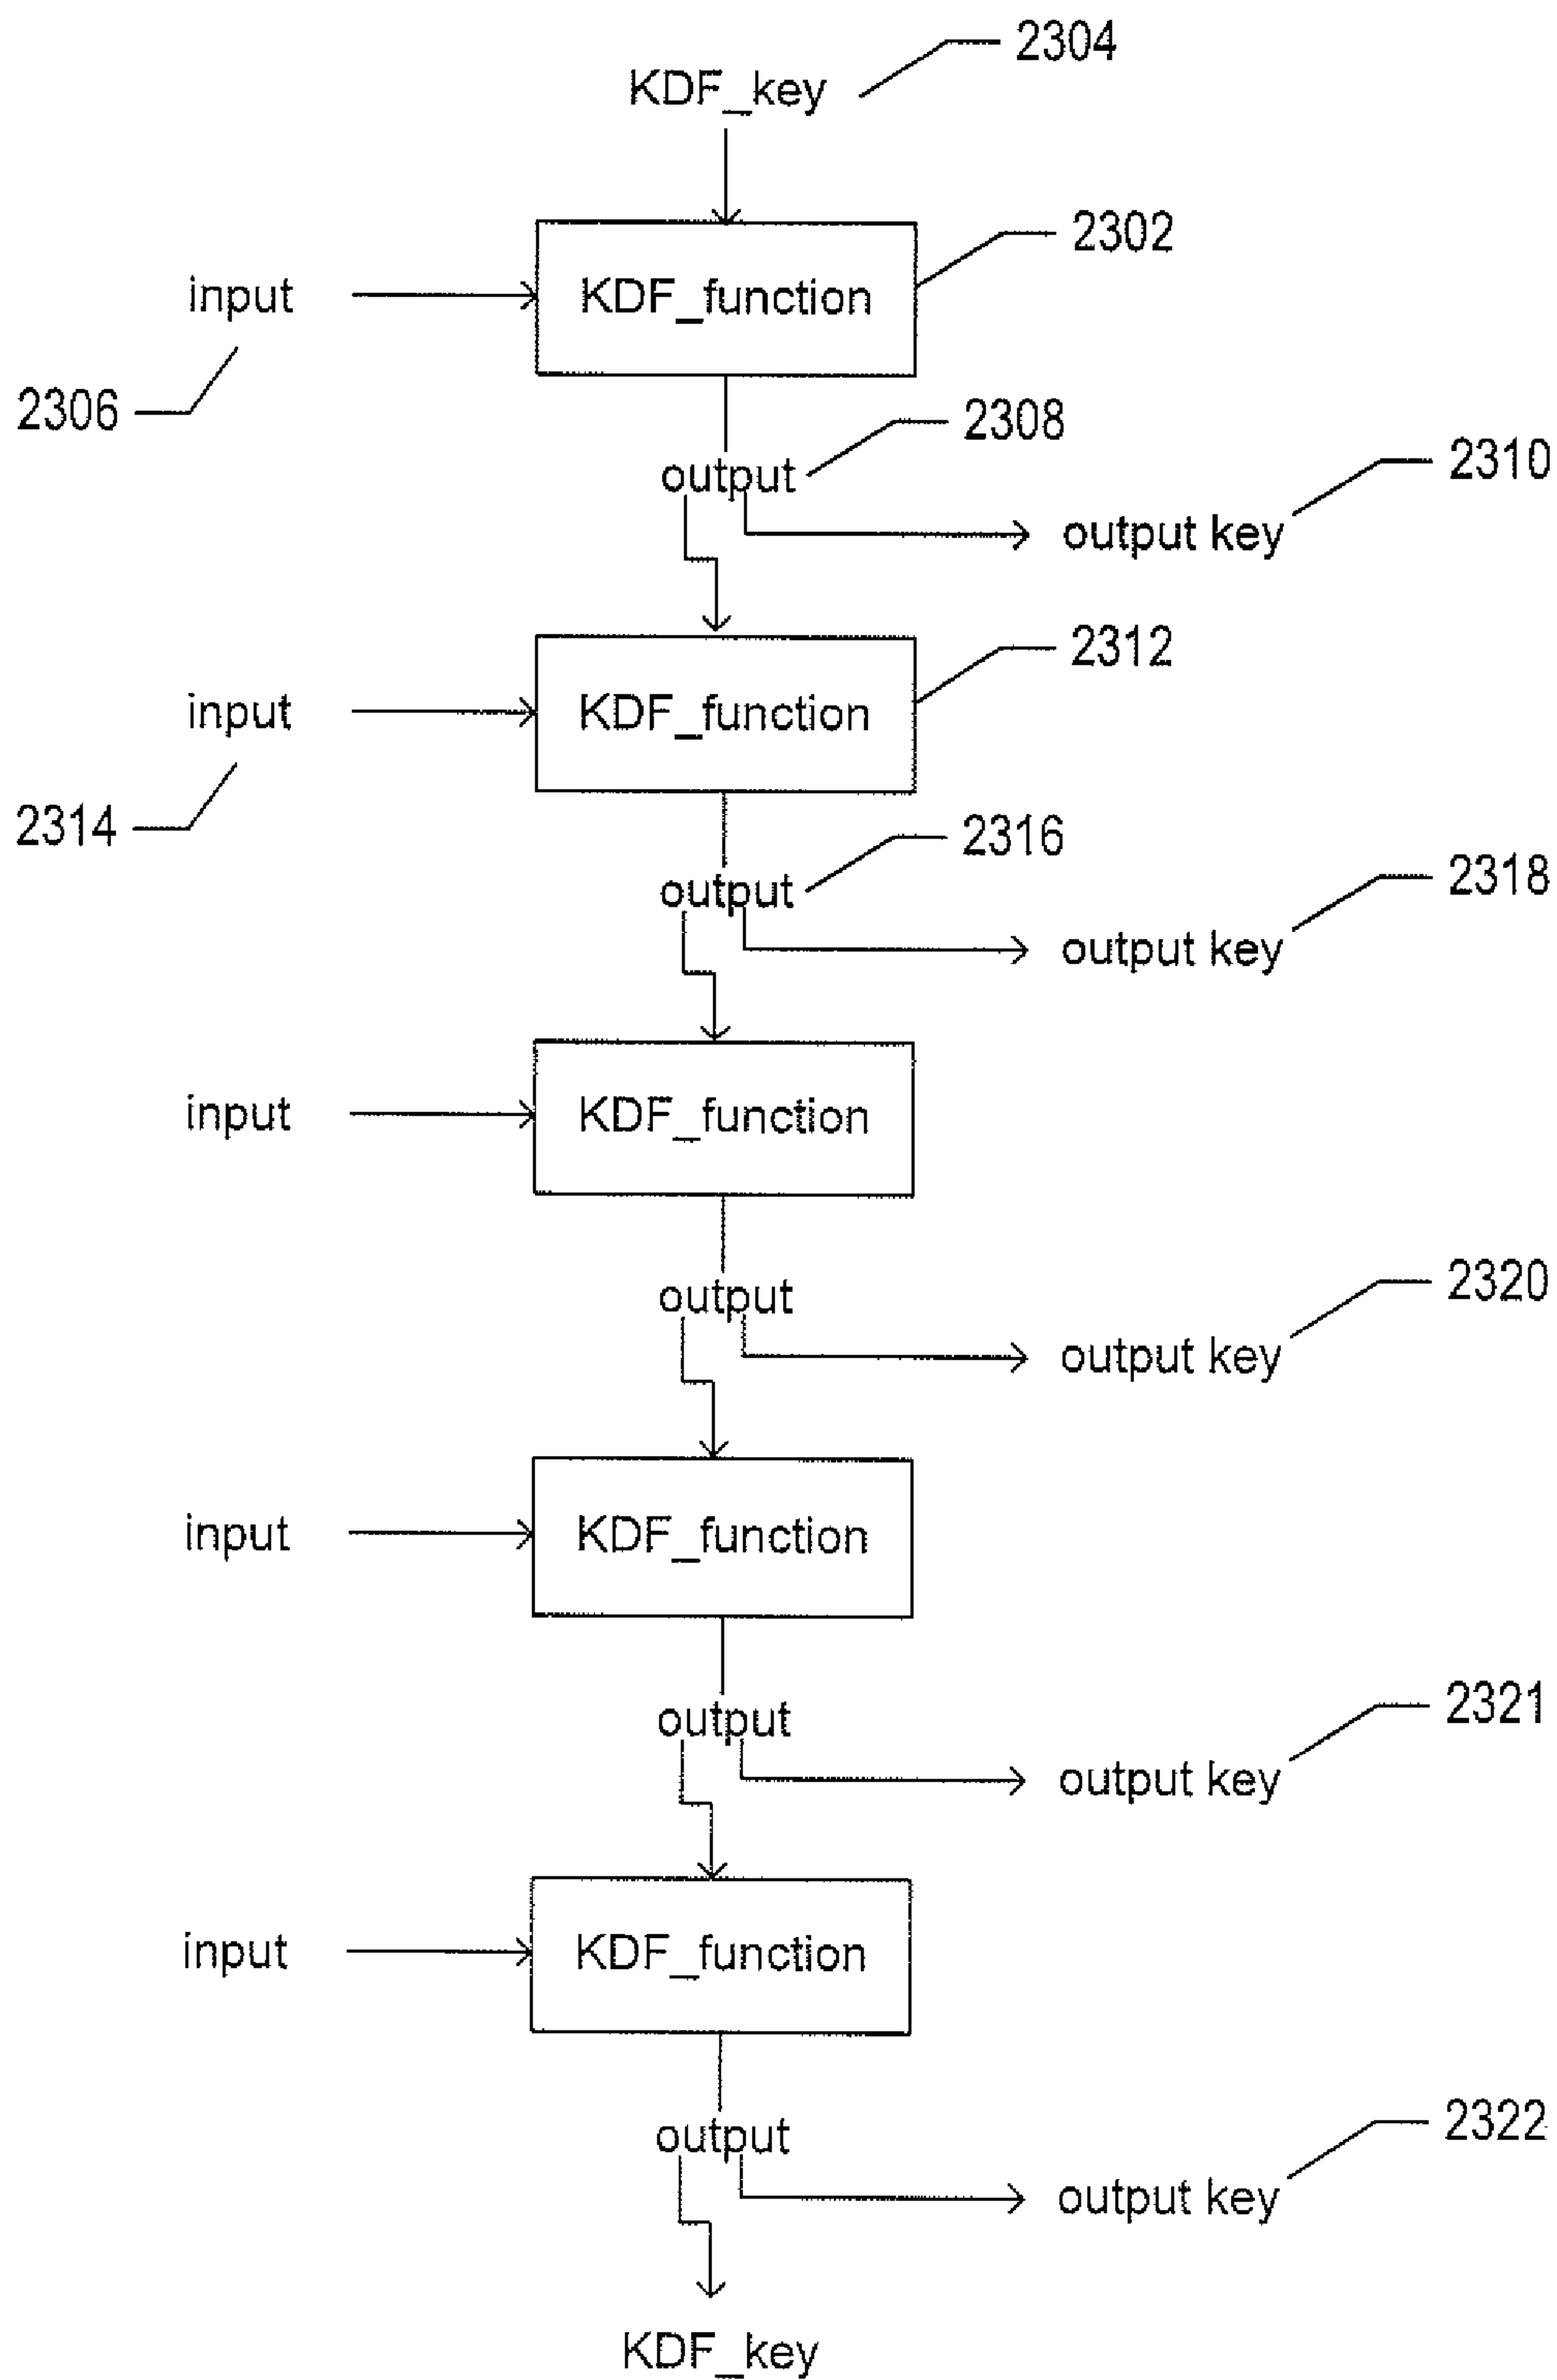 2304
KDF_key
2302
input
KDF_function
2306
2308
output
2310
output key
2312
input
KDF_function
2314
2316
output
2318
output key
input
KDF_function
2320
output
output key
input
KDF_function
2321
output
output key
input
KDF_function
2322
output
output key
KDF_key